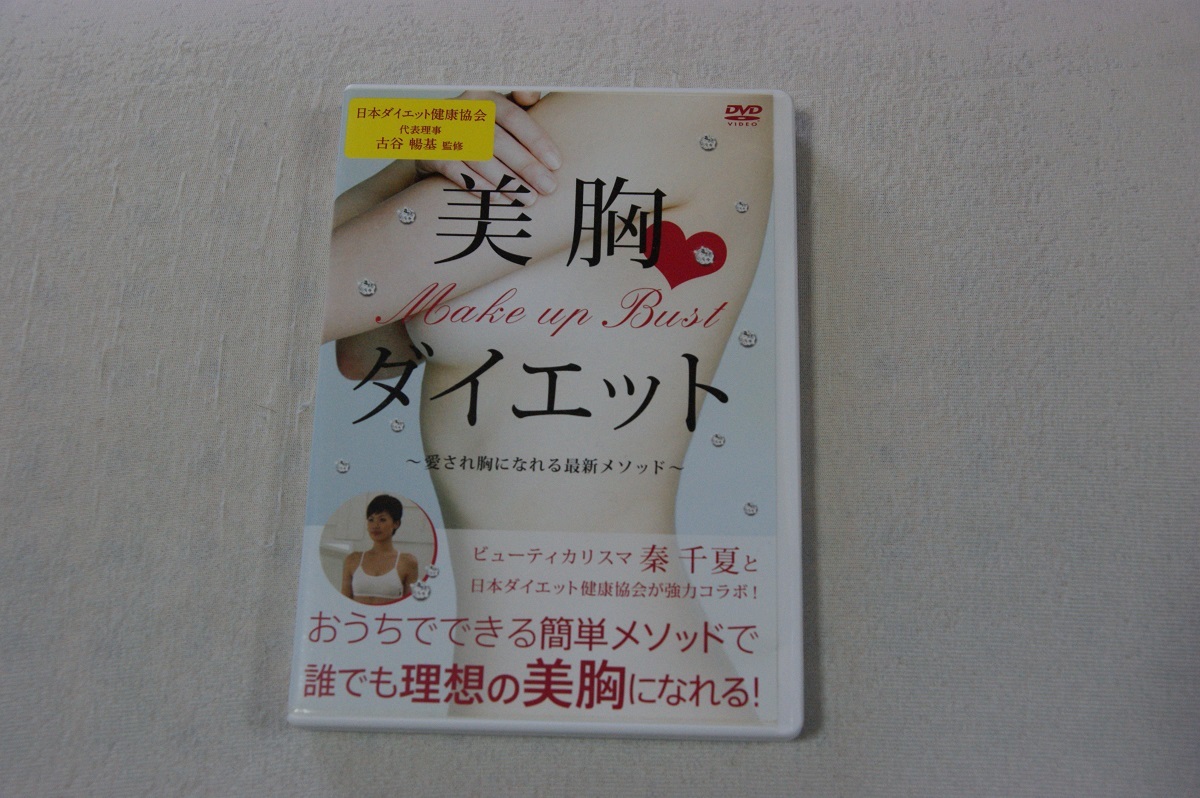 日本ダイエット健康協会
代表理事
古谷 暢基 監修
DVD
VIDEO
美胸
Make up Bust
ダイエット
～愛され胸になれる最新メソッド～
ビューティカリスマ 秦 千夏と
日本ダイエット健康協会が強力コラボ！
おうちでできる簡単メソッドで
誰でも理想の美胸になれる！